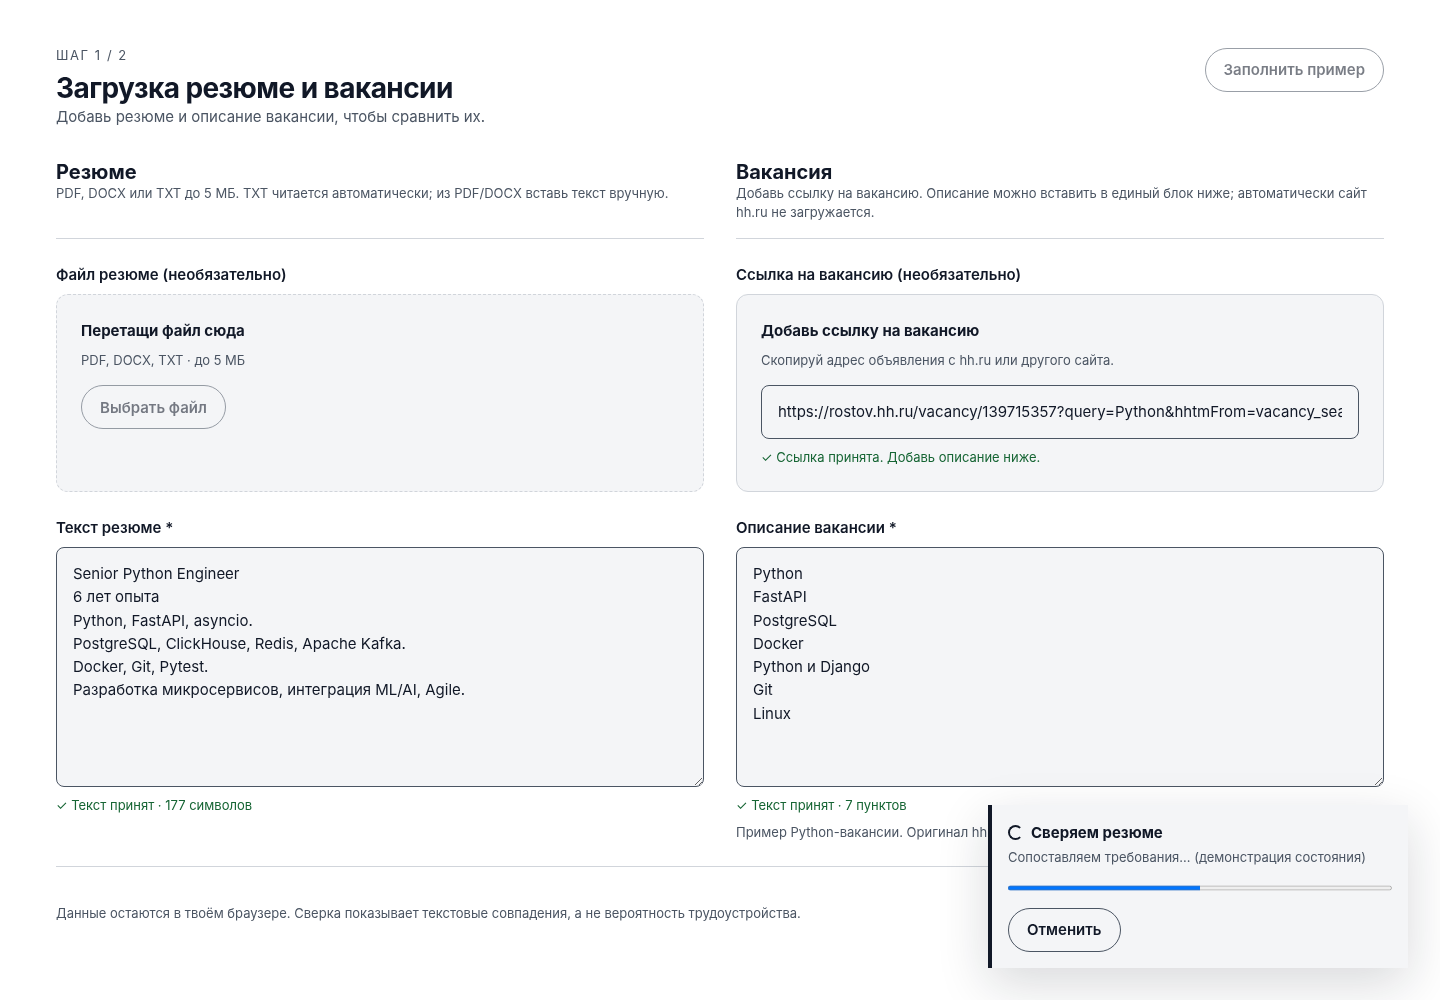 ШАГ 1 / 2
Загрузка резюме и вакансии
Добавь резюме и описание вакансии, чтобы сравнить их.
Заполнить пример
Резюме
PDF, DOCX или TXT до 5 МБ. TXT читается автоматически; из PDF/DOCX вставь текст вручную.
Файл резюме (необязательно)
Перетащи файл сюда
PDF, DOCX, TXT · до 5 МБ
Выбрать файл
Текст резюме *
Senior Python Engineer
6 лет опыта
Python, FastAPI, asyncio.
PostgreSQL, ClickHouse, Redis, Apache Kafka.
Docker, Git, Pytest.
Разработка микросервисов, интеграция ML/AI, Agile.
✓ Текст принят · 177 символов
Вакансия
Добавь ссылку на вакансию. Описание можно вставить в единый блок ниже; автоматически сайт
hh.ru не загружается.
Ссылка на вакансию (необязательно)
Добавь ссылку на вакансию
Скопируй адрес объявления с hh.ru или другого сайта.
https://rostov.hh.ru/vacancy/139715357?query=Python&hhtmFrom=vacancy_sea
✓ Ссылка принята. Добавь описание ниже.
Описание вакансии *
Python
FastAPI
PostgreSQL
Docker
Python и Django
Git
Linux
✓ Текст принят · 7 пунктов
Пример Python-вакансии. Оригинал hh
Данные остаются в твоём браузере. Сверка показывает текстовые совпадения, а не вероятность трудоустройства.
Сверяем резюме
Сопоставляем требования... (демонстрация состояния)
Отменить